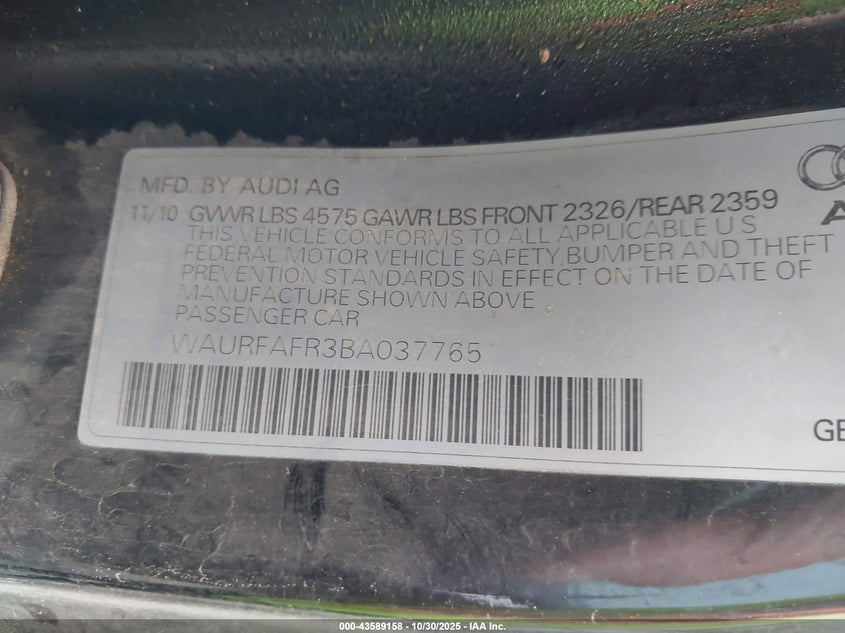 MFD. BY AUDI AG
11/10 GVWR LBS 4575 GAWR LBS FRONT 2326/REAR 2359
THIS VEHICLE CONFORMS TO ALL APPLICABLE U S
FEDERAL MOTOR VEHICLE SAFETY, BUMPER AND THEFT
PREVENTION STANDARDS IN EFFECT ON THE DATE OF
MANUFACTURE SHOWN ABOVE
PASSENGER CAR
WAURFAFR3BA037765
000-43589158 - 10/30/2025 - IAA Inc.